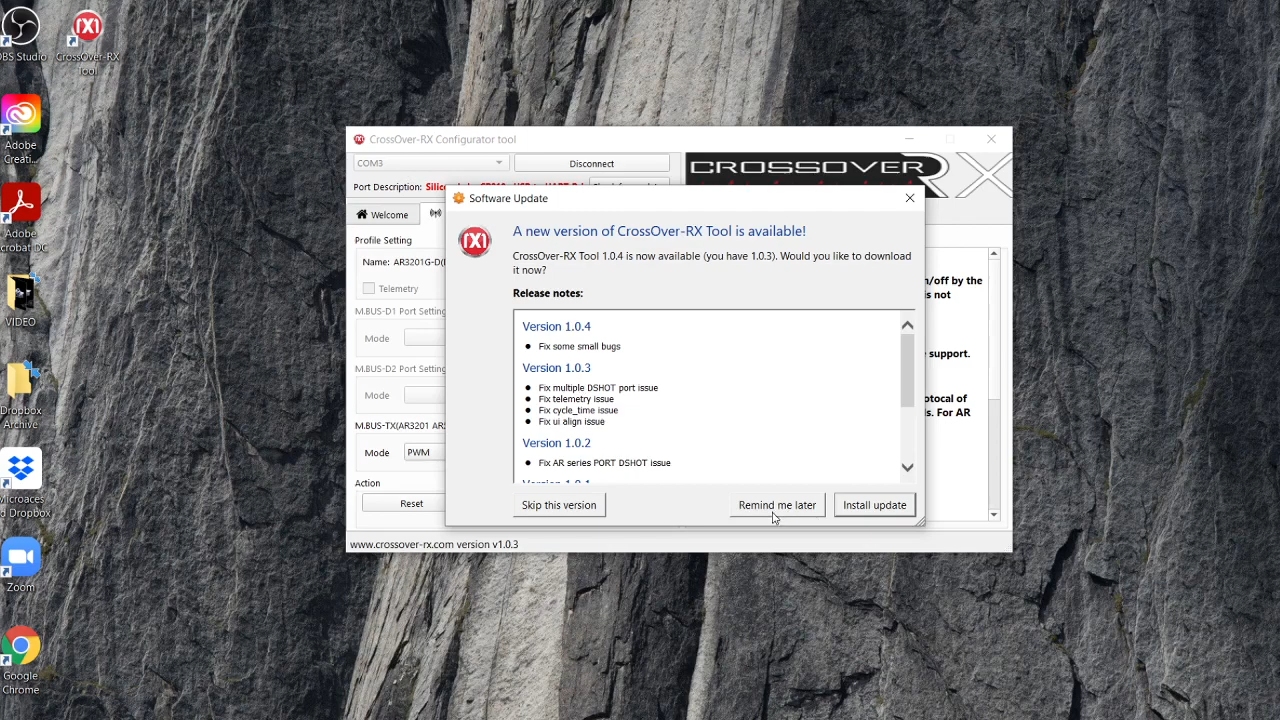 OBS Studio
CrossOver-RX
Tool
Adobe
Creati...
Adobe
Acrobat DC
VIDEO
Dropbox
Archive
Microaces
d Dropbox
Zoom
Google
Chrome
CrossOver-RX Configurator tool
COM3
Disconnect
CROSSOVER RX
Port Description:
Welcome
Profile Setting
Name: AR3201G-D(
Telemetry
M.BUS-D1 Port Setting
Mode
M.BUS-D2 Port Setting
Mode
M.BUS-TX(AR3201 AR
Mode
PWM
Action
Reset
www.crossover-rx.com version v1.0.3
n/off by the
s not
support.
otocal of
s. For AR
Software Update
A new version of CrossOver-RX Tool is available!
CrossOver-RX Tool 1.0.4 is now available (you have 1.0.3). Would you like to download
it now?
Release notes:
Version 1.0.4
Fix some small bugs
Version 1.0.3
Fix multiple DSHOT port issue
Fix telemetry issue
Fix cycle_time issue
Fix ui align issue
Version 1.0.2
Fix AR series PORT DSHOT issue
Skip this version
Remind me later
Install update